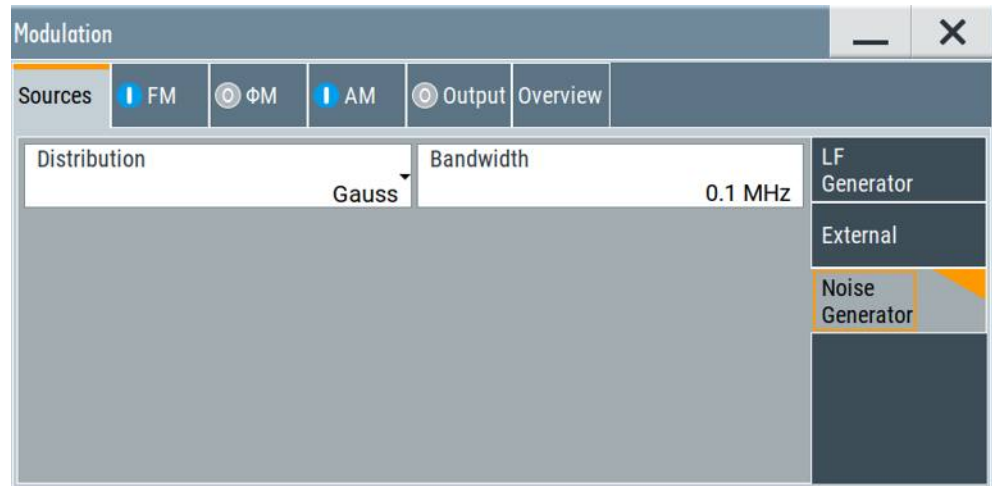 Modulation
Sources FM ΦM AM Output Overview
Distribution
Gauss
Bandwidth
0.1 MHz
LF
Generator
External
Noise
Generator